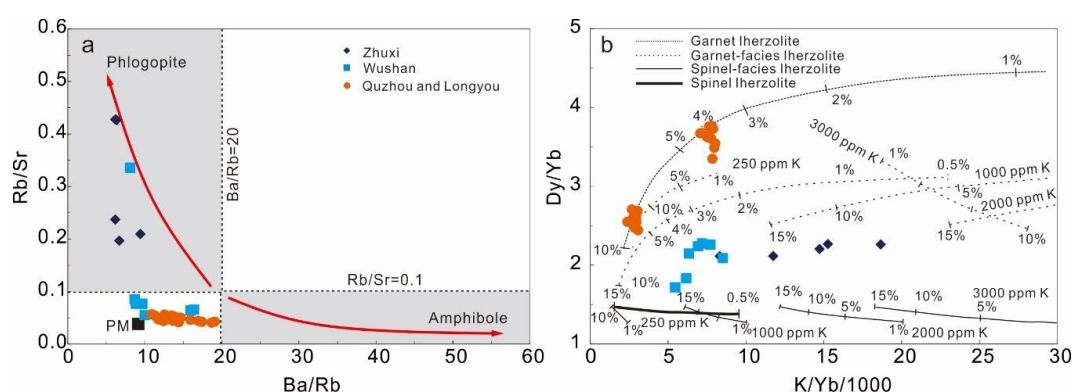 a
Phlogopite
Zhuxi
Wushan
Quzhou and Longyou
Ba/Rb=20
Rb/Sr=0.1
PM
Amphibole
0.6
0.5
0.4
0.3
0.2
0.1
0.0
0 10 20 30 40 50 60
Rb/Sr
Ba/Rb
b
Garnet lherzolite
Garnet-facies lherzolite
Spinel-facies lherzolite
Spinel lherzolite
1%
2%
3%
4%
5%
10%
3000 ppm K
1%
5%
10%
250 ppm K
5%
1%
10%
1%
0.5%
2%
3%
4%
5%
10%
15%
1000 ppm K
5%
10%
15%
2000 ppm K
15%
10%
1%
250 ppm K
15%
0.5%
1%
1000 ppm K
15%
10%
5%
1%
2000 ppm K
15%
10%
5%
3000 ppm K
5
4
3
2
1
0 5 10 15 20 25 30
Dy/Yb
K/Yb/1000